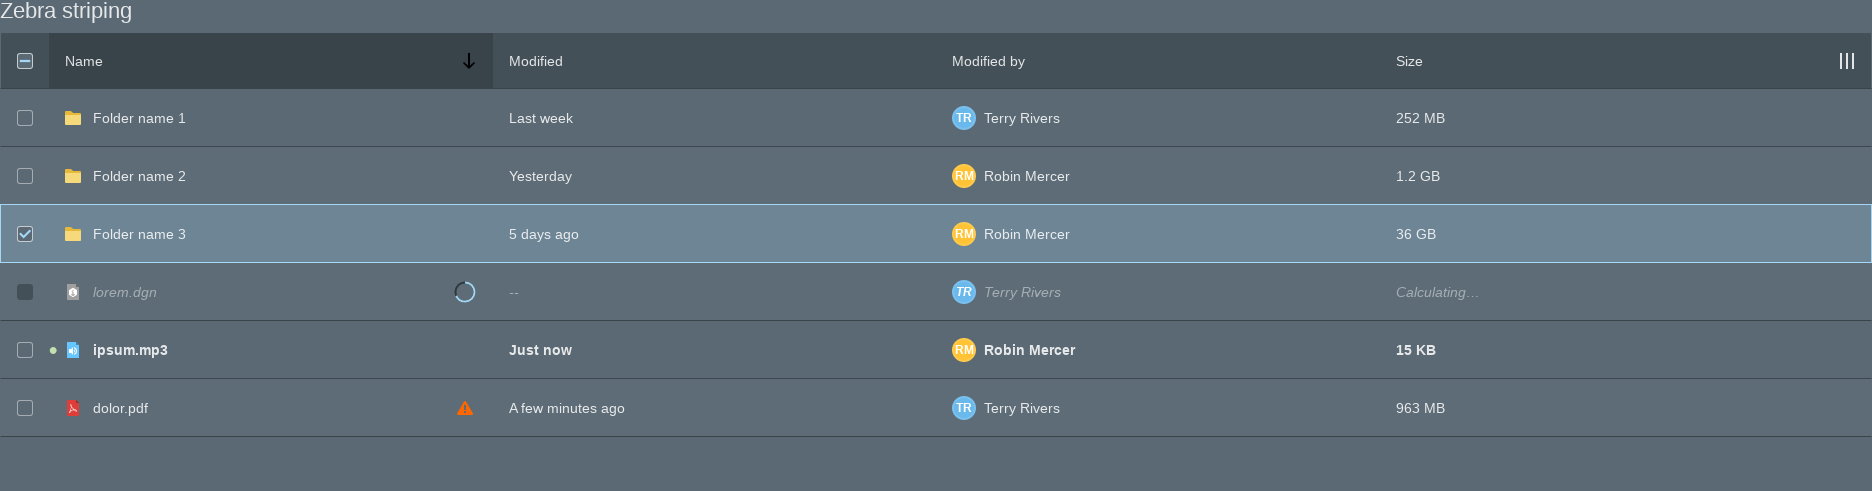 Zebra striping
Name Modified Modified by Size
Folder name 1 Last week TR Terry Rivers 252 MB
Folder name 2 Yesterday RM Robin Mercer 1.2 GB
Folder name 3 5 days ago RM Robin Mercer 36 GB
lorem.dgn -- TR Terry Rivers Calculating…
ipsum.mp3 Just now RM Robin Mercer 15 KB
dolor.pdf A few minutes ago TR Terry Rivers 963 MB